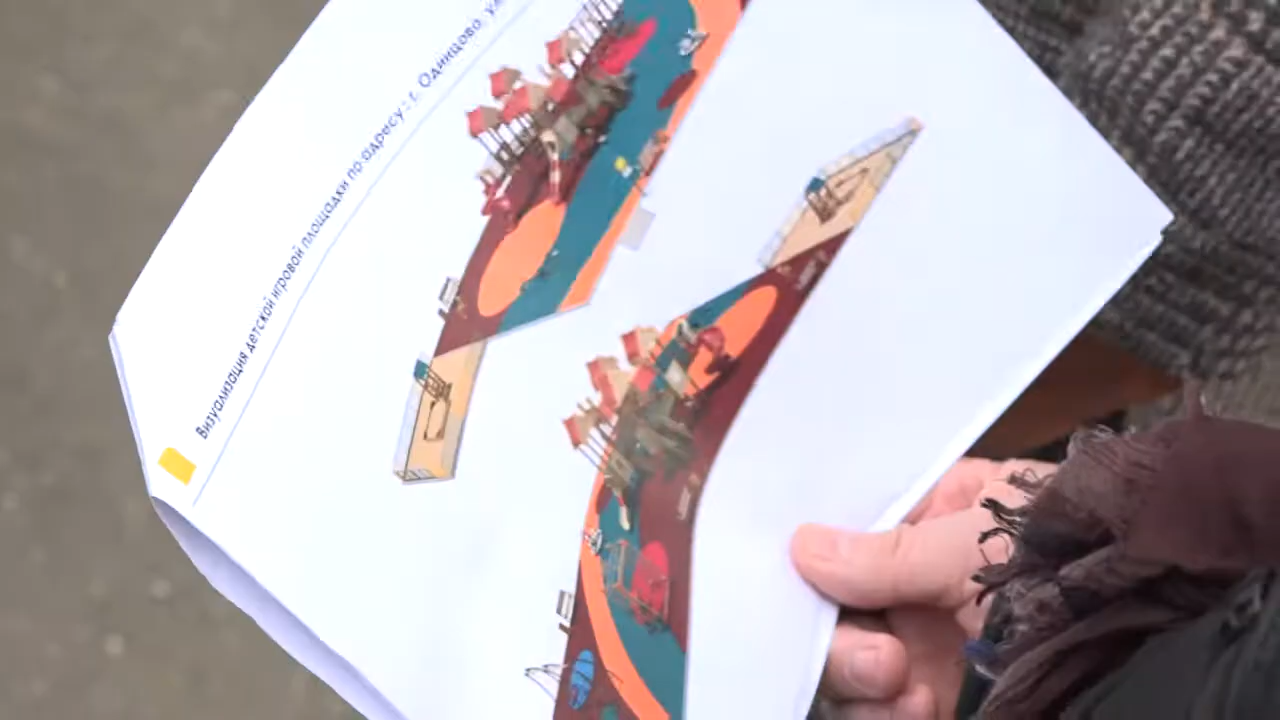 Визуализация детской игровой площадки по адресу: г. Одинцово, ул